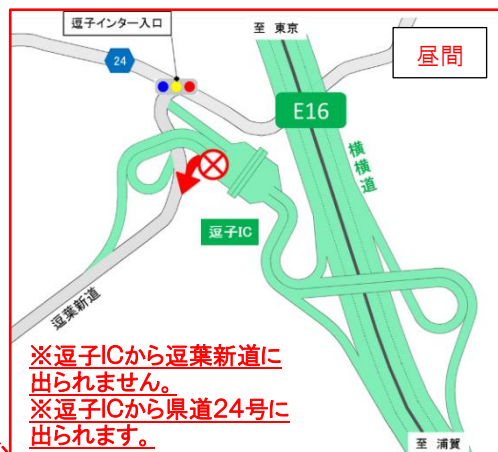 逗子インター入口
至 東京
昼間
24
E16
横横道
逗子IC
逗葉新道
※逗子ICから逗葉新道に
出られません。
※逗子ICから県道24号に
出られます。
至 浦賀